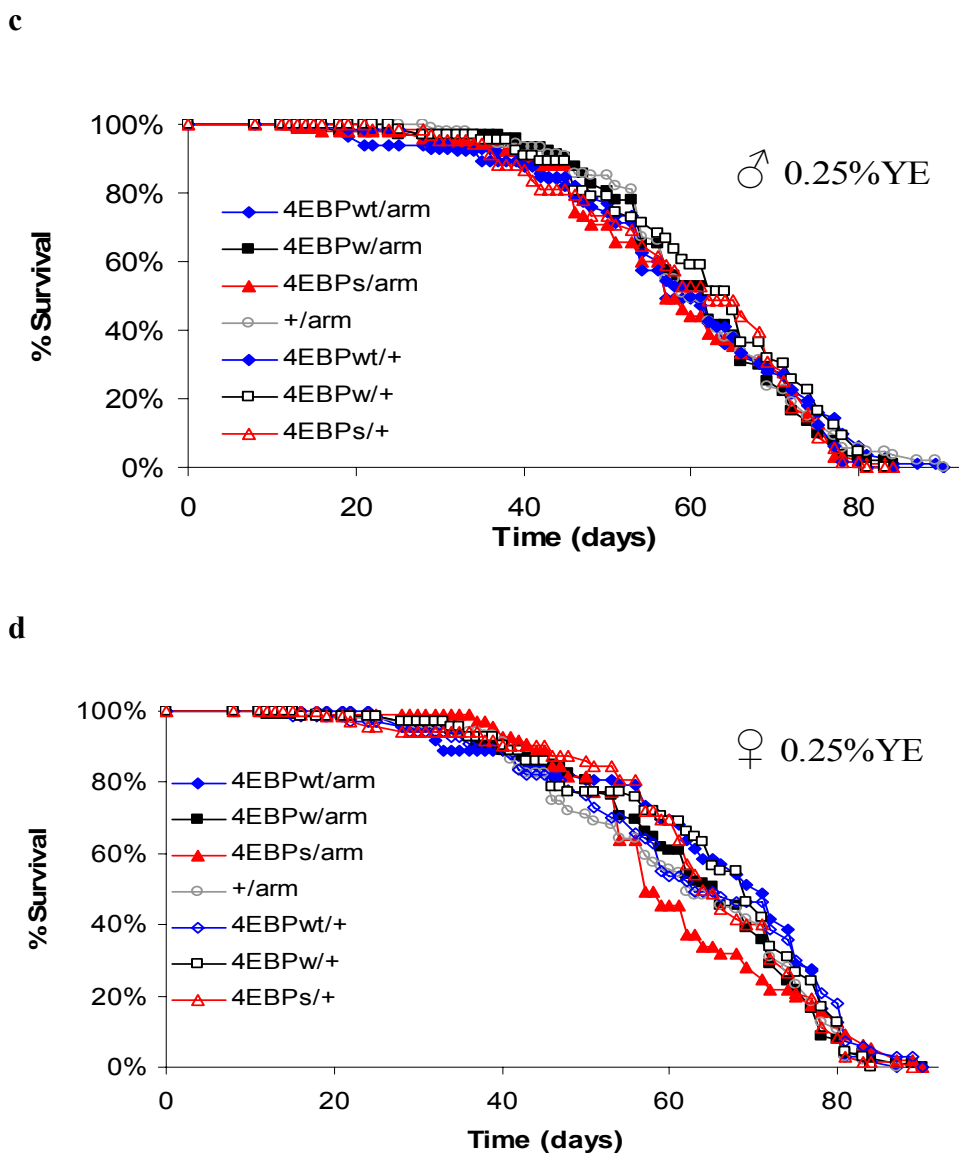 c
100%
80%
60%
40%
20%
0%
%Survival
♂ 0.25%YE
4EBPwt/arm
4EBPw/arm
4EBPs/arm
+/arm
4EBPwt/+
4EBPw/+
4EBPs/+
0 20 40 60 80
Time (days)
d
100%
80%
60%
40%
20%
0%
%Survival
♀ 0.25%YE
4EBPwt/arm
4EBPw/arm
4EBPs/arm
+/arm
4EBPwt/+
4EBPw/+
4EBPs/+
0 20 40 60 80
Time (days)